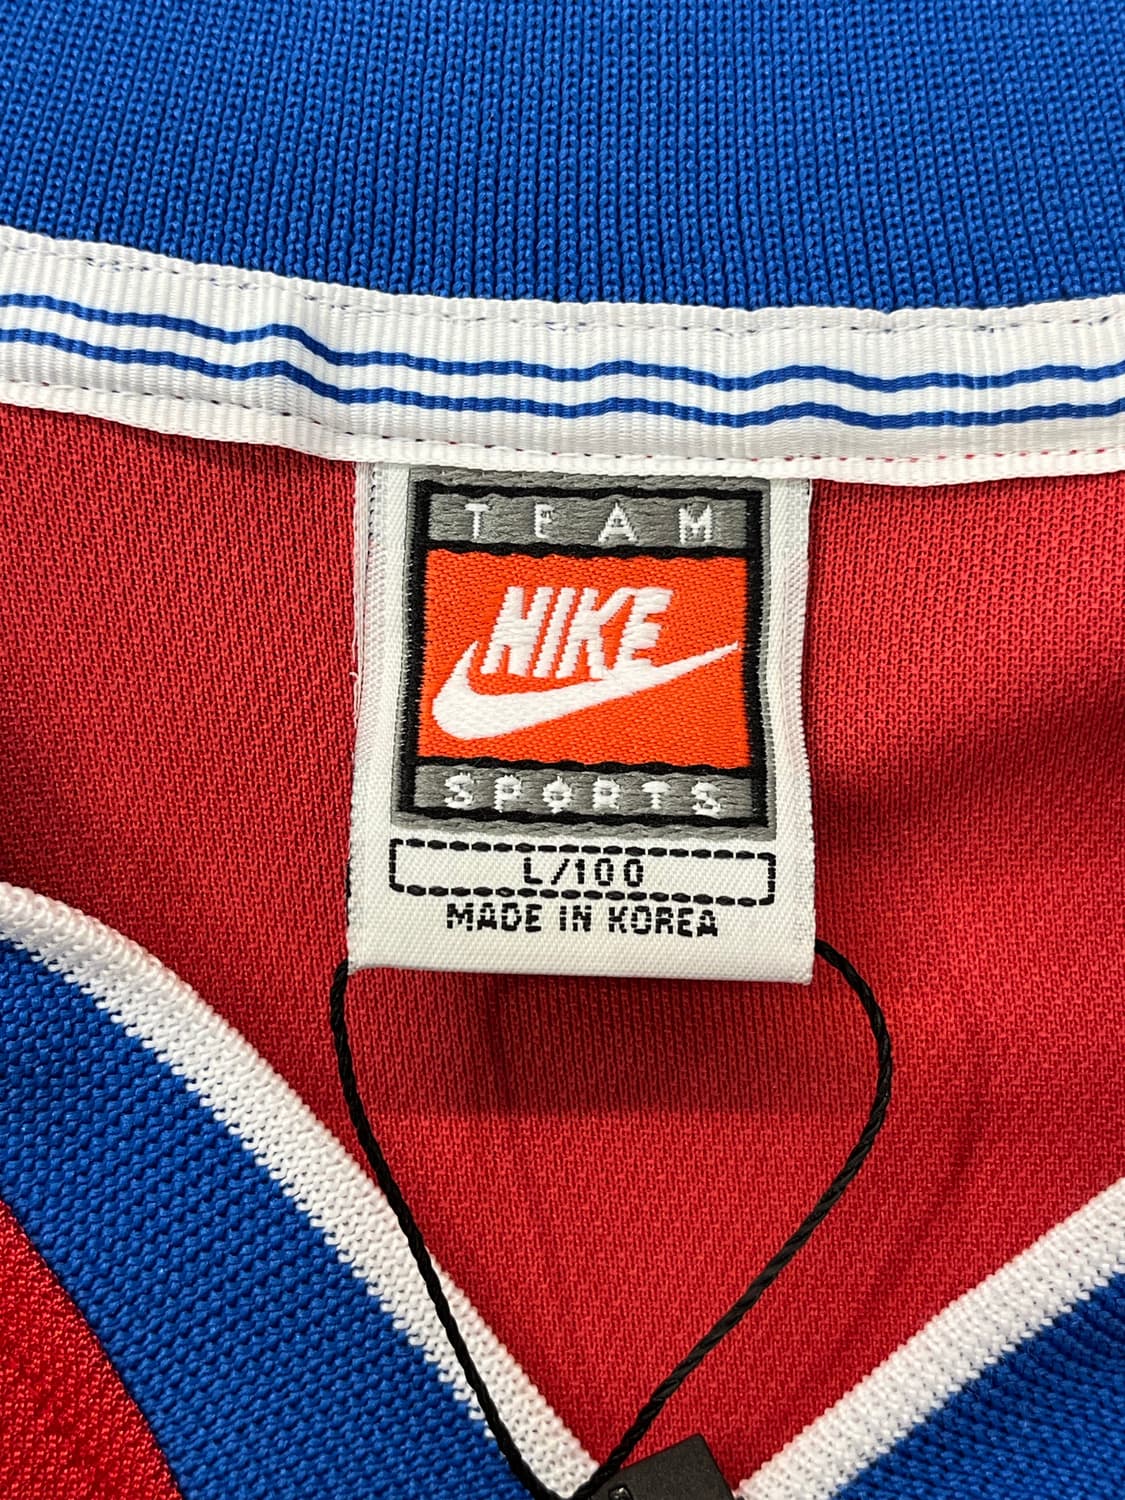 TEAM
NIKE
SPORTS
L/100
MADE IN KOREA